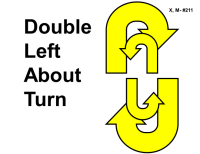 Double
Left
About
Turn
X. M- #211